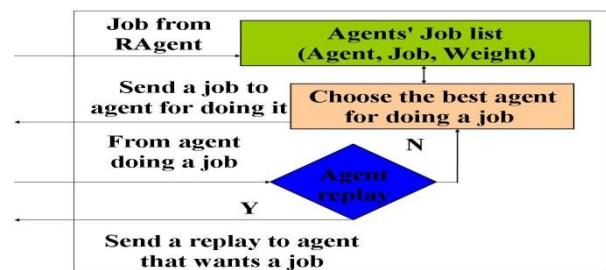 Job from
RAgent
Agents' Job list
(Agent, Job, Weight)
Send a job to
agent for doing it
Choose the best agent
for doing a job
From agent
doing a job
N
Agent
replay
Y
Send a replay to agent
that wants a job